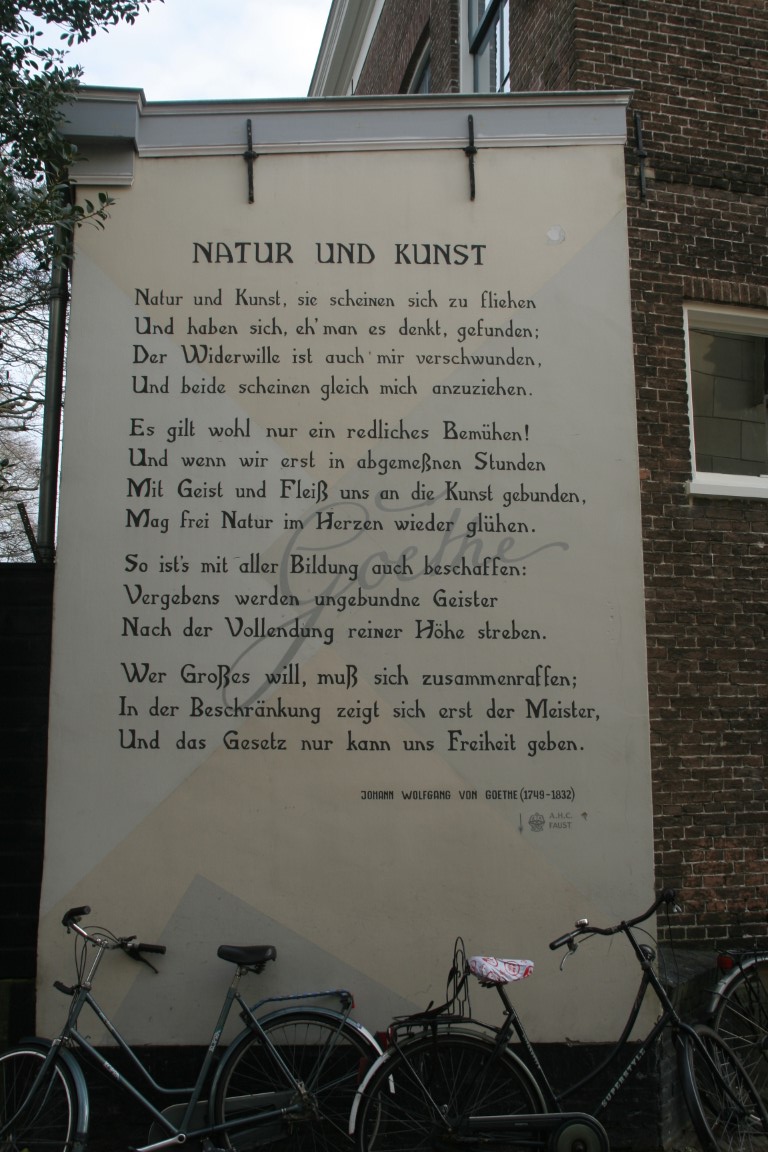 NATUR UND KUNST
Natur und Kunst, sie scheinen sich zu fliehen
Und haben sich, eh' man es denkt, gefunden;
Der Widerwille ist auch mir verschwunden,
Und beide scheinen gleich mich anzuziehen.
Es gilt wohl nur ein redliches Bemühen!
Und wenn wir erst in abgemeßnen Stunden
Mit Geist und Fleiß uns an die Kunst gebunden,
Mag frei Natur im Herzen wieder glühen.
Goethe
So ist's mit aller Bildung auch beschaffen:
Vergebens werden ungebundne Geister
Nach der Vollendung reiner Höhe streben.
Wer Großes will, muß sich zusammenraffen;
In der Beschränkung zeigt sich erst der Meister,
Und das Gesetz nur kann uns Freiheit geben.
JOHANN WOLFGANG VON GOETHE (1749-1832)
A.H.C.
FAUST
SUPERSTYLE